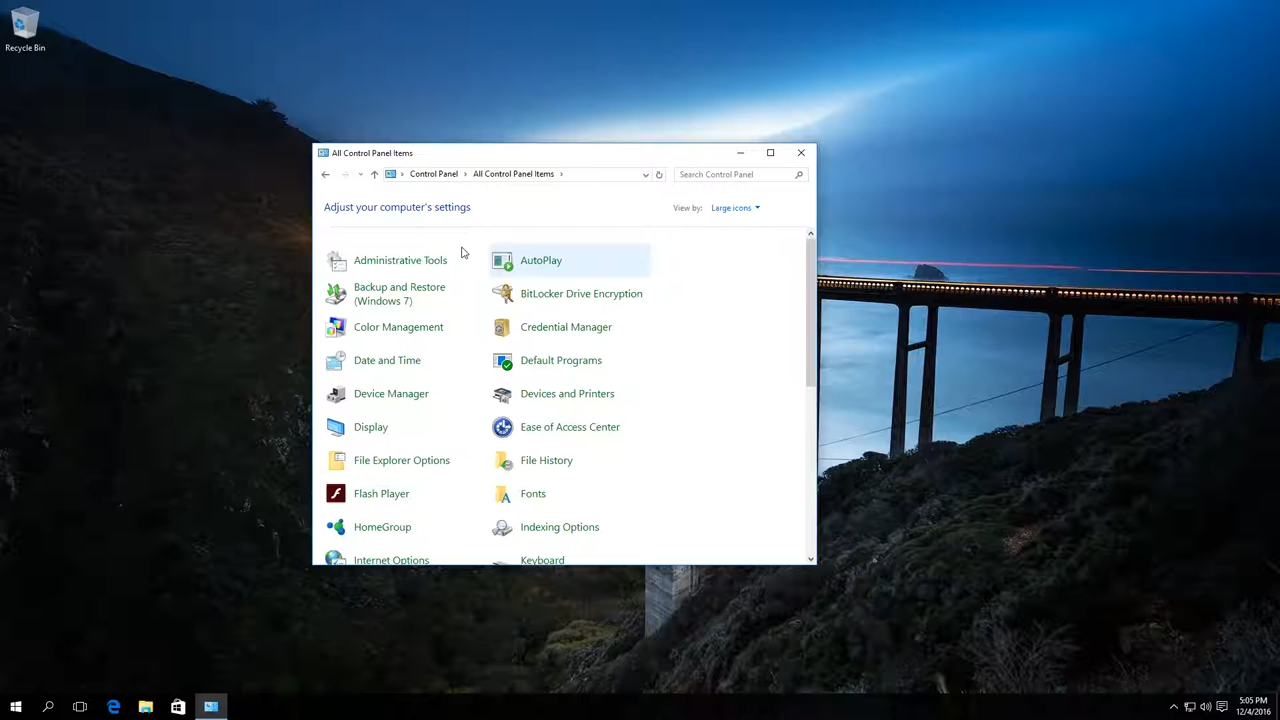 Recycle Bin
All Control Panel Items
Control Panel
All Control Panel Items
Search Control Panel
Adjust your computer's settings
View by: Large icons
Administrative Tools
AutoPlay
Backup and Restore
(Windows 7)
BitLocker Drive Encryption
Color Management
Credential Manager
Date and Time
Default Programs
Device Manager
Devices and Printers
Display
Ease of Access Center
File Explorer Options
File History
Flash Player
Fonts
HomeGroup
Indexing Options
Internet Options
Keyboard
5:05 PM
12/4/2016